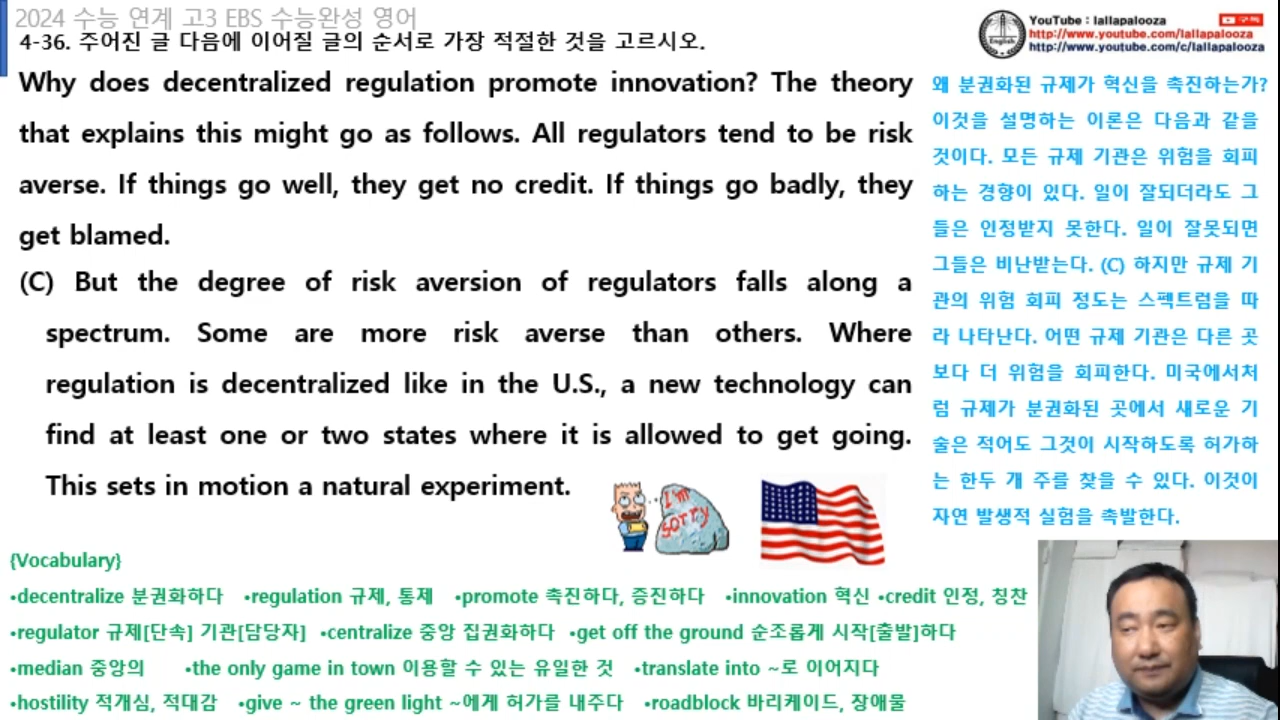 2024 수능 연계 고3 EBS 수능완성 영어
4-36. 주어진 글 다음에 이어질 글의 순서로 가장 적절한 것을 고르시오.
English
YouTube : lallapalooza
구독
http://www.youtube.com/lallapalooza
http://www.youtube.com/c/lallapalooza
Why does decentralized regulation promote innovation? The theory
that explains this might go as follows. All regulators tend to be risk
averse. If things go well, they get no credit. If things go badly, they
get blamed.
(C) But the degree of risk aversion of regulators falls along a
spectrum. Some are more risk averse than others. Where
regulation is decentralized like in the U.S., a new technology can
find at least one or two states where it is allowed to get going.
This sets in motion a natural experiment.
I'm
sorry
왜 분권화된 규제가 혁신을 촉진하는가?
이것을 설명하는 이론은 다음과 같을
것이다. 모든 규제 기관은 위험을 회피
하는 경향이 있다. 일이 잘되더라도 그
들은 인정받지 못한다. 일이 잘못되면
그들은 비난받는다. (C) 하지만 규제 기
관의 위험 회피 정도는 스펙트럼을 따
라 나타난다. 어떤 규제 기관은 다른 곳
보다 더 위험을 회피한다. 미국에서처
럼 규제가 분권화된 곳에서 새로운 기
술은 적어도 그것이 시작하도록 허가하
는 한두 개 주를 찾을 수 있다. 이것이
자연 발생적 실험을 촉발한다.
{Vocabulary}
•decentralize 분권화하다 •regulation 규제, 통제 •promote 촉진하다, 증진하다 •innovation 혁신 •credit 인정, 칭찬
•regulator 규제[단속] 기관[담당자] •centralize 중앙 집권화하다 •get off the ground 순조롭게 시작[출발]하다
•median 중앙의 •the only game in town 이용할 수 있는 유일한 것 •translate into ~로 이어지다
•hostility 적개심, 적대감 •give ~ the green light ~에게 허가를 내주다 •roadblock 바리케이드, 장애물